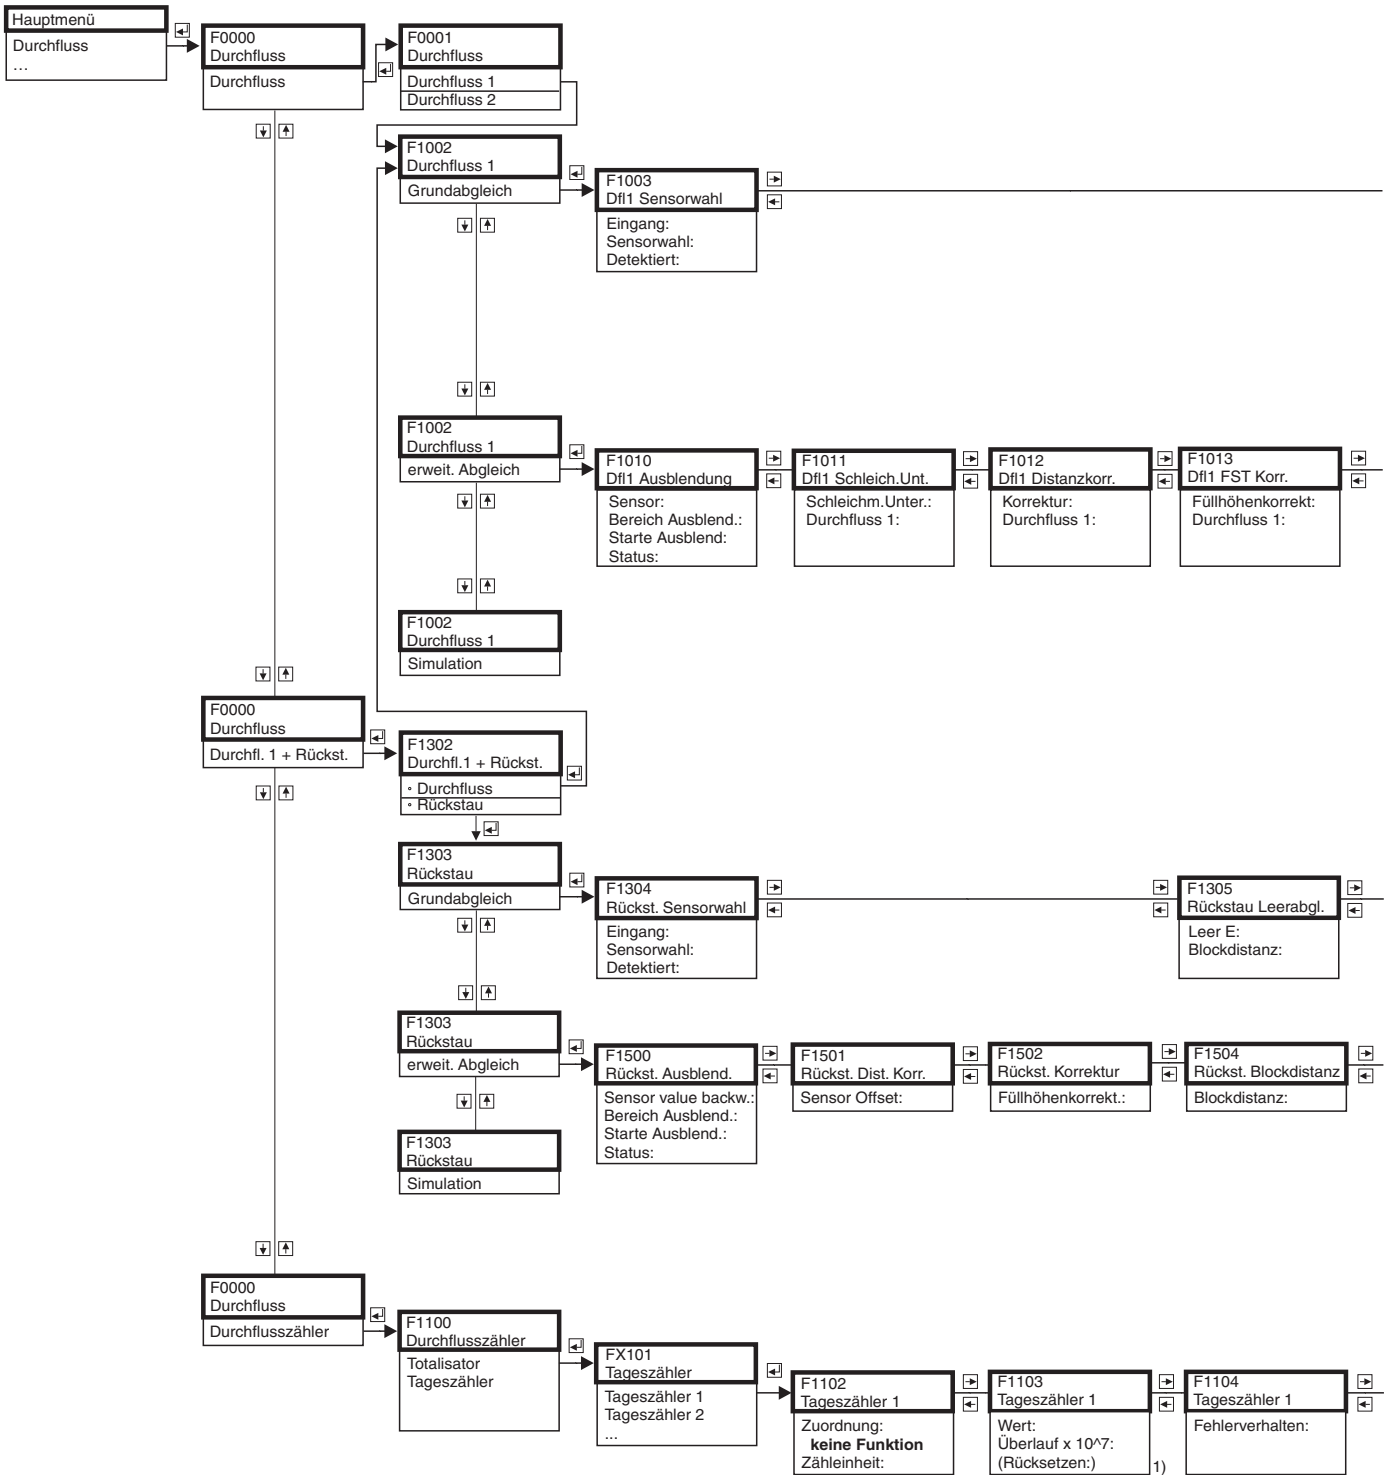 Hauptmenü
Durchfluss
...
F0000
Durchfluss
Durchfluss
F0001
Durchfluss
Durchfluss 1
Durchfluss 2
F1002
Durchfluss 1
Grundabgleich
F1003
Dfl1 Sensorwahl
Eingang:
Sensorwahl:
Detektiert:
F1002
Durchfluss 1
erweit. Abgleich
F1010
Dfl1 Ausblendung
Sensor:
Bereich Ausblend.:
Starte Ausblend:
Status:
F1011
Dfl1 Schleich.Unt.
Schleichm.Unter.:
Durchfluss 1:
F1012
Dfl1 Distanzkorr.
Korrektur:
Durchfluss 1:
F1013
Dfl1 FST Korr.
Füllhöhenkorrekt:
Durchfluss 1:
F1002
Durchfluss 1
Simulation
F0000
Durchfluss
Durchfl. 1 + Rückst.
F1302
Durchfl.1 + Rückst.
∘ Durchfluss
∘ Rückstau
F1303
Rückstau
Grundabgleich
F1304
Rückst. Sensorwahl
Eingang:
Sensorwahl:
Detektiert:
F1305
Rückstau Leerabgl.
Leer E:
Blockdistanz:
F1303
Rückstau
erweit. Abgleich
F1500
Rückst. Ausblend.
Sensor value backw.:
Bereich Ausblend.:
Starte Ausblend.:
Status:
F1501
Rückst. Dist. Korr.
Sensor Offset:
F1502
Rückst. Korrektur
Füllhöhenkorrekt.:
F1504
Rückst. Blockdistanz
Blockdistanz:
F1303
Rückstau
Simulation
F0000
Durchfluss
Durchflusszähler
F1100
Durchflusszähler
Totalisator
Tageszähler
FX101
Tageszähler
Tageszähler 1
Tageszähler 2
...
F1102
Tageszähler 1
Zuordnung:
keine Funktion
Zähleinheit:
F1103
Tageszähler 1
Wert:
Überlauf x 10^7:
(Rücksetzen:)
1)
F1104
Tageszähler 1
Fehlerverhalten: